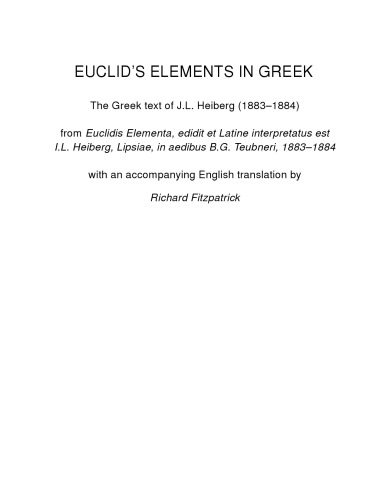 EUCLID'S ELEMENTS IN GREEK
The Greek text of J.L. Heiberg (1883–1884)
from Euclidis Elementa, edidit et Latine interpretatus est
I.L. Heiberg, Lipsiae, in aedibus B.G. Teubneri, 1883–1884
with an accompanying English translation by
Richard Fitzpatrick